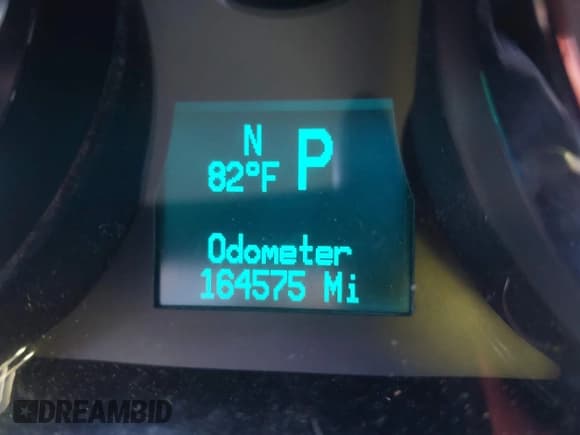 N P
82°F
Odometer
164575 Mi
DREAMBID